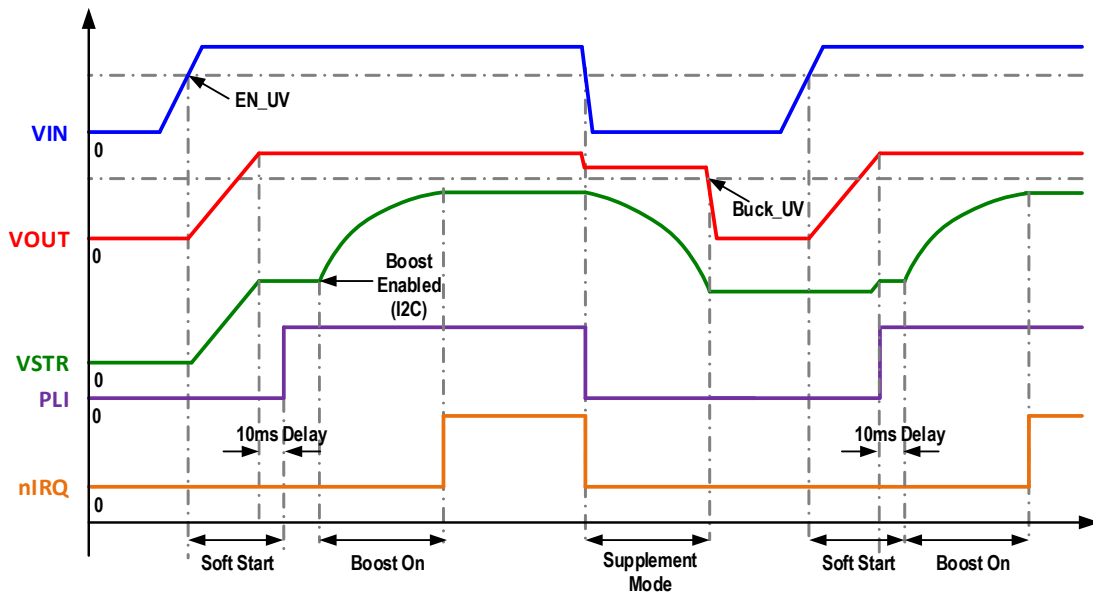 EN_UV
VIN
0
Buck_UV
VOUT
0
Boost
Enabled
(I2C)
VSTR
0
PLI
0
10ms Delay
10ms Delay
nIRQ
0
Soft Start
Boost On
Supplement
Mode
Soft Start
Boost On